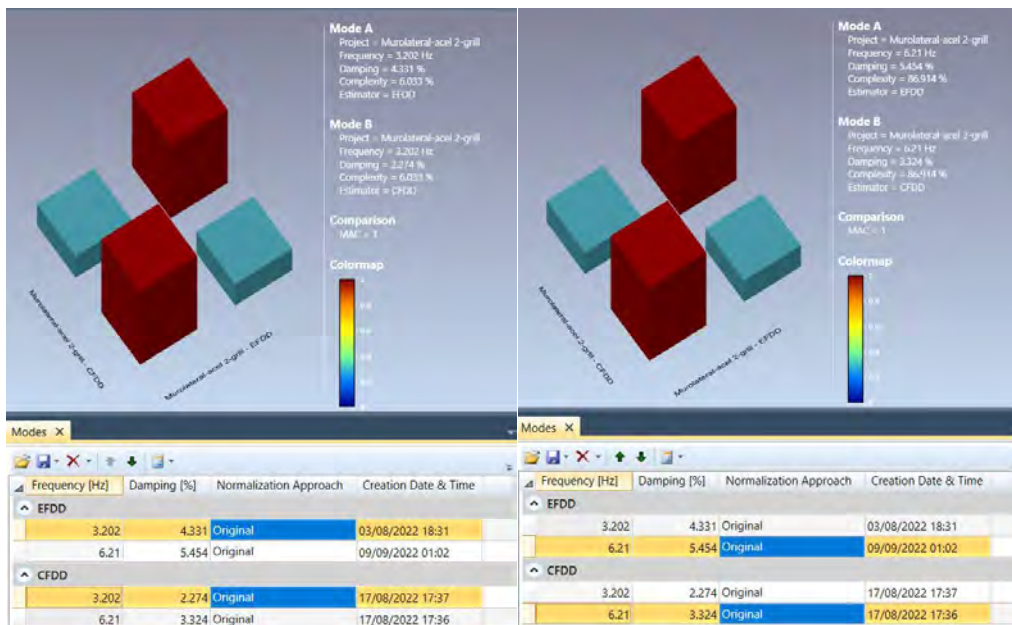 Mode A
Project = Murolateral-acel 2-grill
Frequency = 3.202 Hz
Damping = 4.331 %
Complexity = 6.033 %
Estimator = EFDD
Mode B
Project = Murolateral-acel 2-grill
Frequency = 3.202 Hz
Damping = 2.274 %
Complexity = 6.033 %
Estimator = CFDD
Comparison
MAC = 1
Colormap
1
0.8
Murolateral-acel 2-grill - CFDD
Murolateral-acel 2-grill - EFDD
Modes X
Frequency [Hz] Damping [%] Normalization Approach Creation Date & Time
EFDD
3.202 4.331 Original 03/08/2022 18:31
6.21 5.454 Original 09/09/2022 01:02
CFDD
3.202 2.274 Original 17/08/2022 17:37
6.21 3.324 Original 17/08/2022 17:36
Mode A
Project = Murolateral-acel 2-grill
Frequency = 6.21 Hz
Damping = 5.454 %
Complexity = 86.914 %
Estimator = EFDD
Mode B
Project = Murolateral-acel 2-grill
Frequency = 6.21 Hz
Damping = 3.324 %
Complexity = 86.914 %
Estimator = CFDD
Comparison
MAC = 1
Colormap
1
0.8
Murolateral-acel 2-grill - CFDD
Murolateral-acel 2-grill - EFDD
Modes X
Frequency [Hz] Damping [%] Normalization Approach Creation Date & Time
EFDD
3.202 4.331 Original 03/08/2022 18:31
6.21 5.454 Original 09/09/2022 01:02
CFDD
3.202 2.274 Original 17/08/2022 17:37
6.21 3.324 Original 17/08/2022 17:36